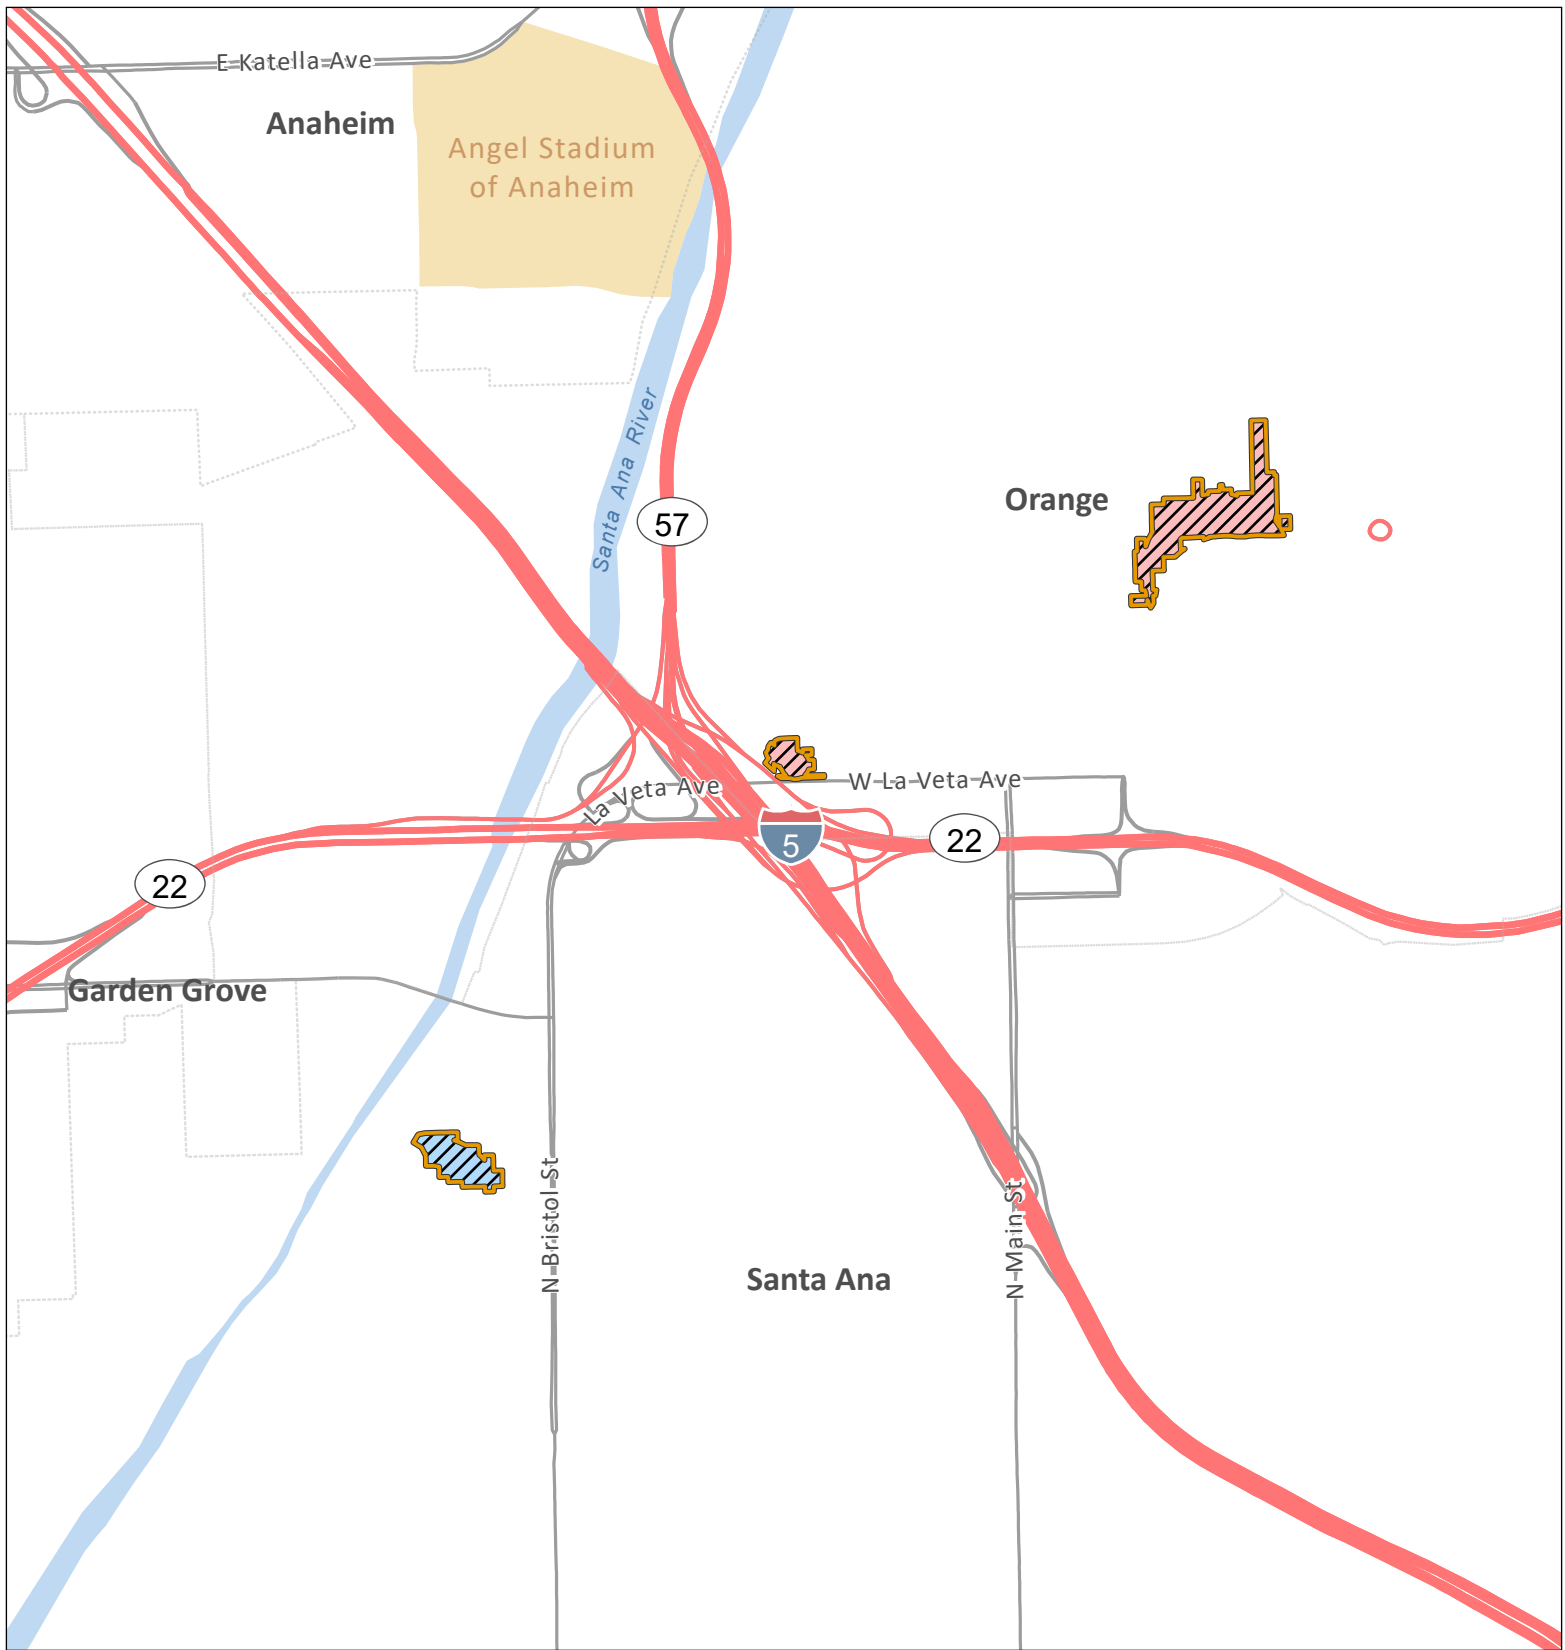 E Katella Ave
Anaheim
Angel Stadium
of Anaheim
Santa Ana River
57
Orange
La Veta Ave
W La Veta Ave
5
22
22
Garden Grove
N Bristol St
N Main St
Santa Ana